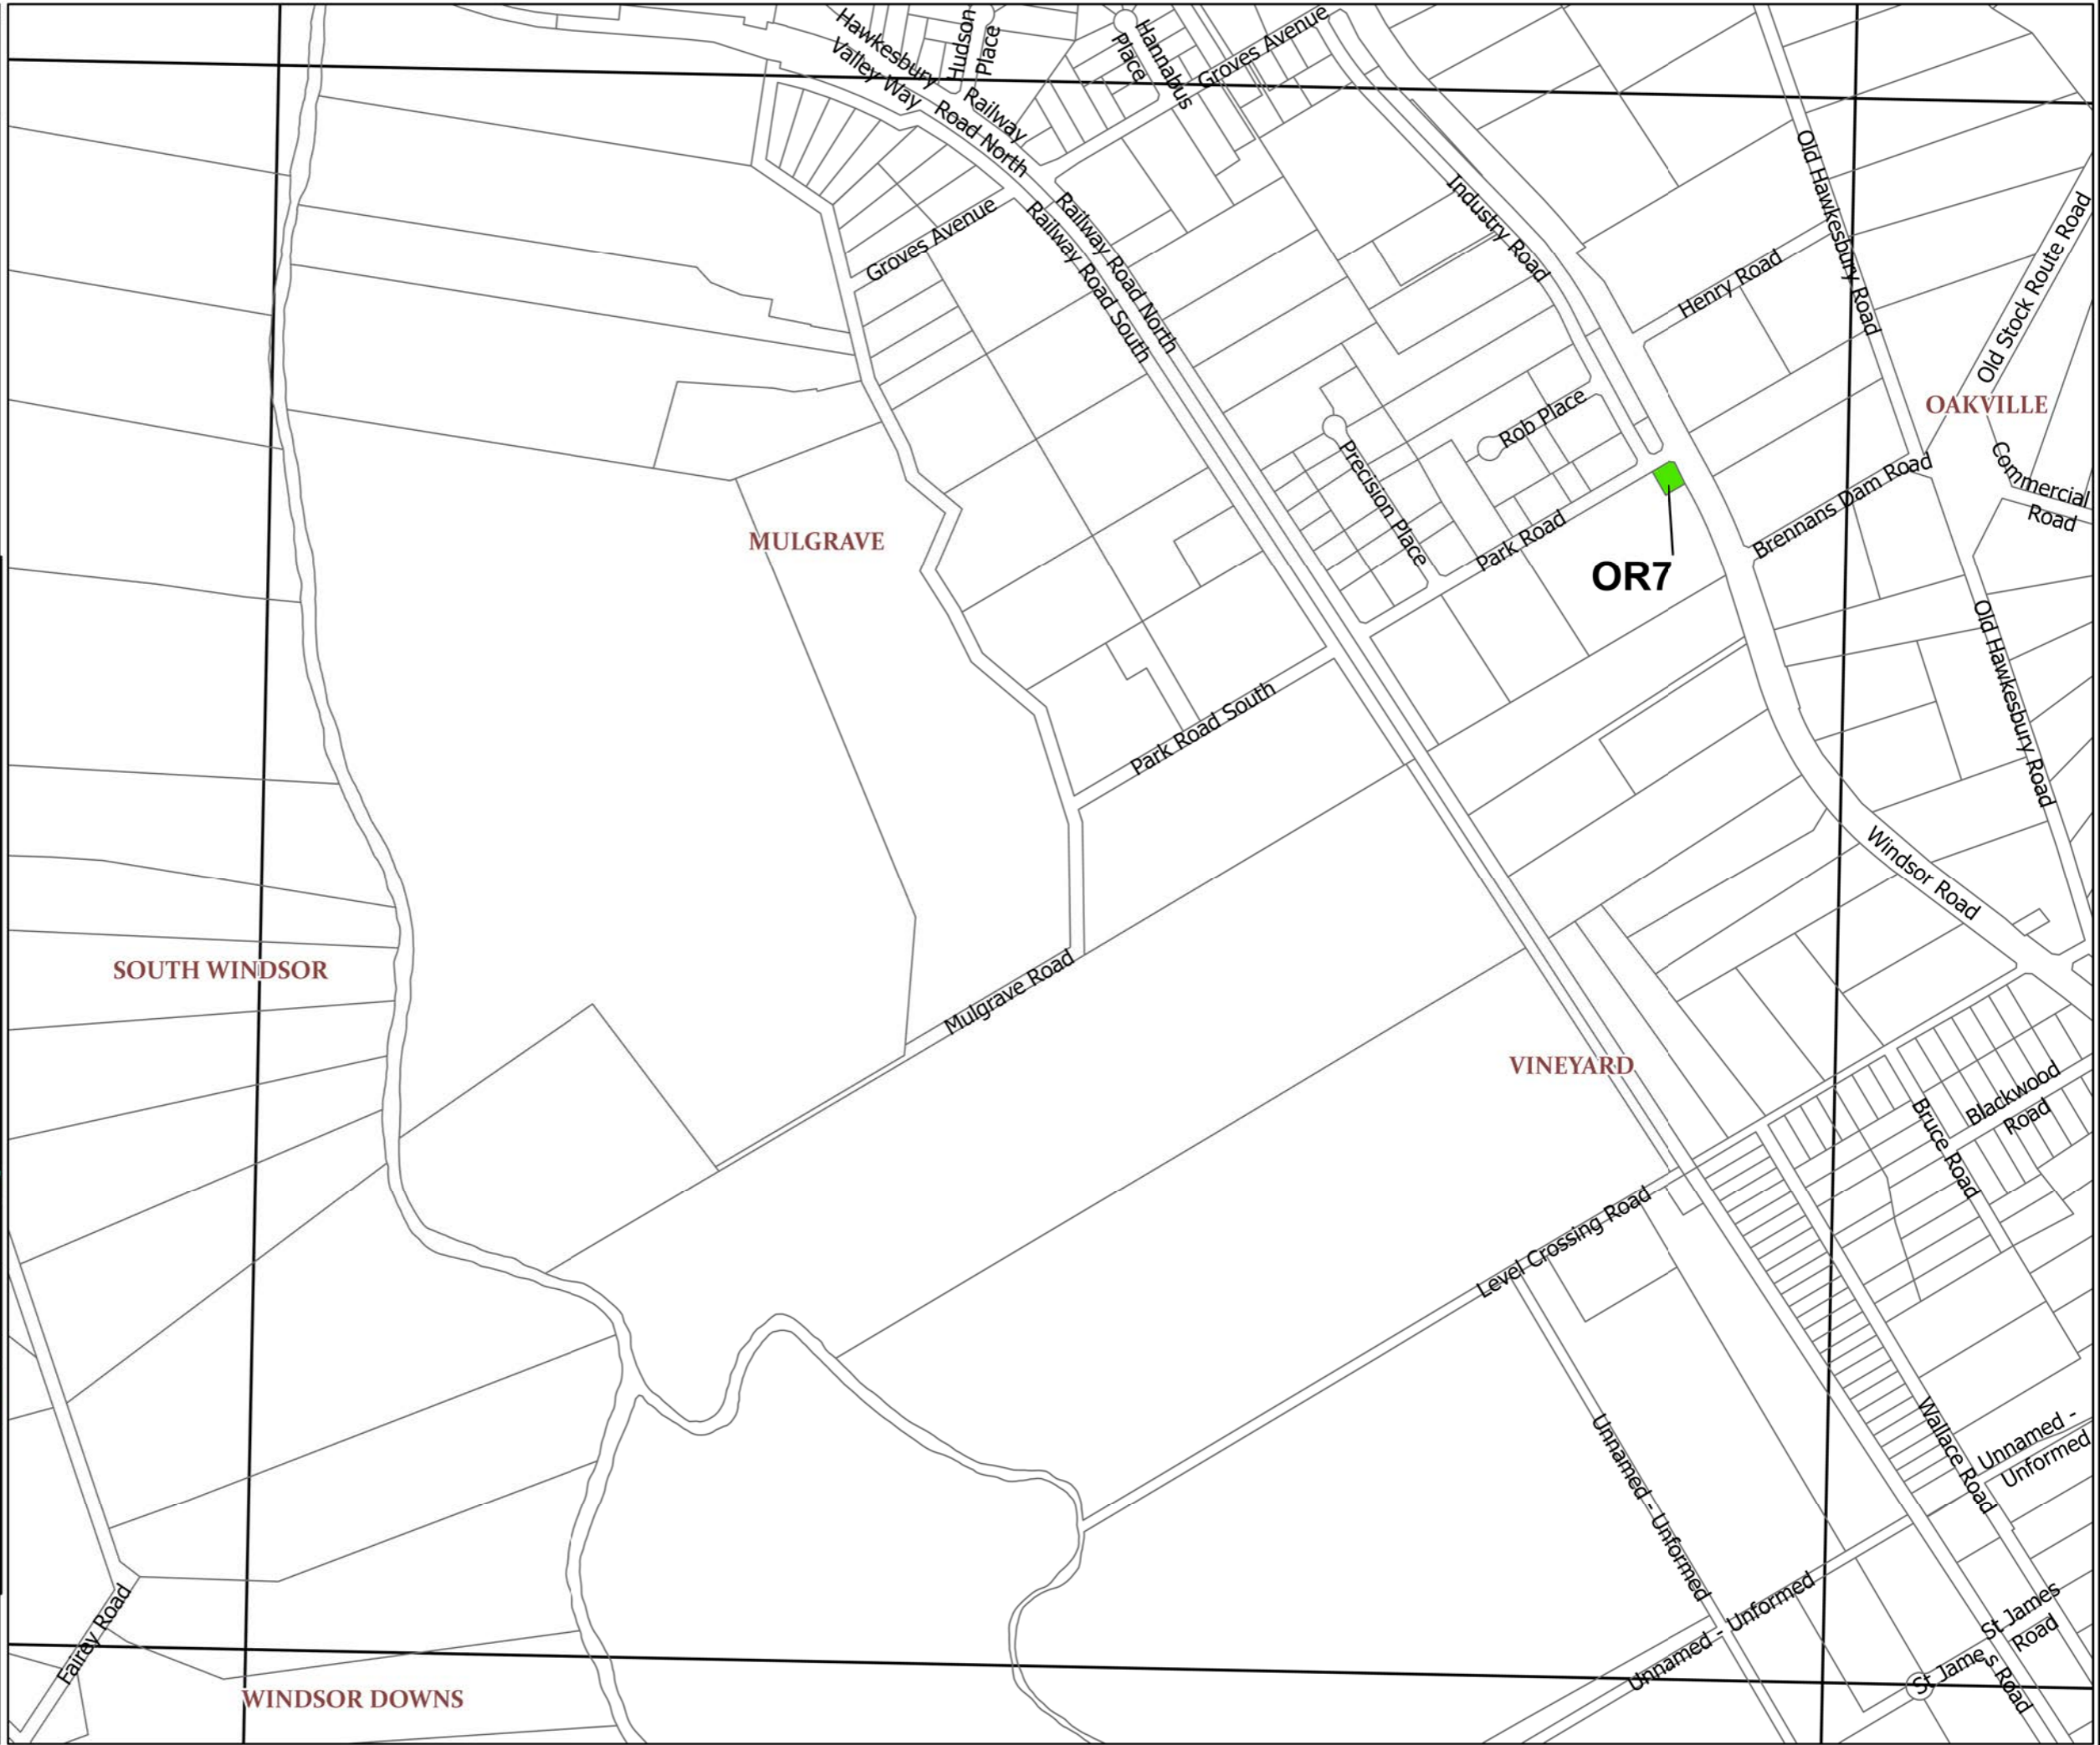 Hawkesbury
Valley Way
Hudson
Place
Hannabus
Place
Groves Avenue
Railway
Road North
Groves Avenue
Railway Road North
Railway Road South
Industry Road
Old Hawkesbury Road
Henry Road
Old Stock Route Road
OAKVILLE
Rob Place
Precision Place
Park Road
OR7
Brennans Dam Road
Commercial
Road
MULGRAVE
Park Road South
Old Hawkesbury Road
Windsor Road
SOUTH WINDSOR
Mulgrave Road
VINEYARD
Blackwood
Road
Bruce Road
Level Crossing Road
Wallace Road
Unnamed -
Unformed
Unnamed - Unformed
Unnamed - Unformed
St James
Road
St Jame
s Road
Fairey Road
WINDSOR DOWNS